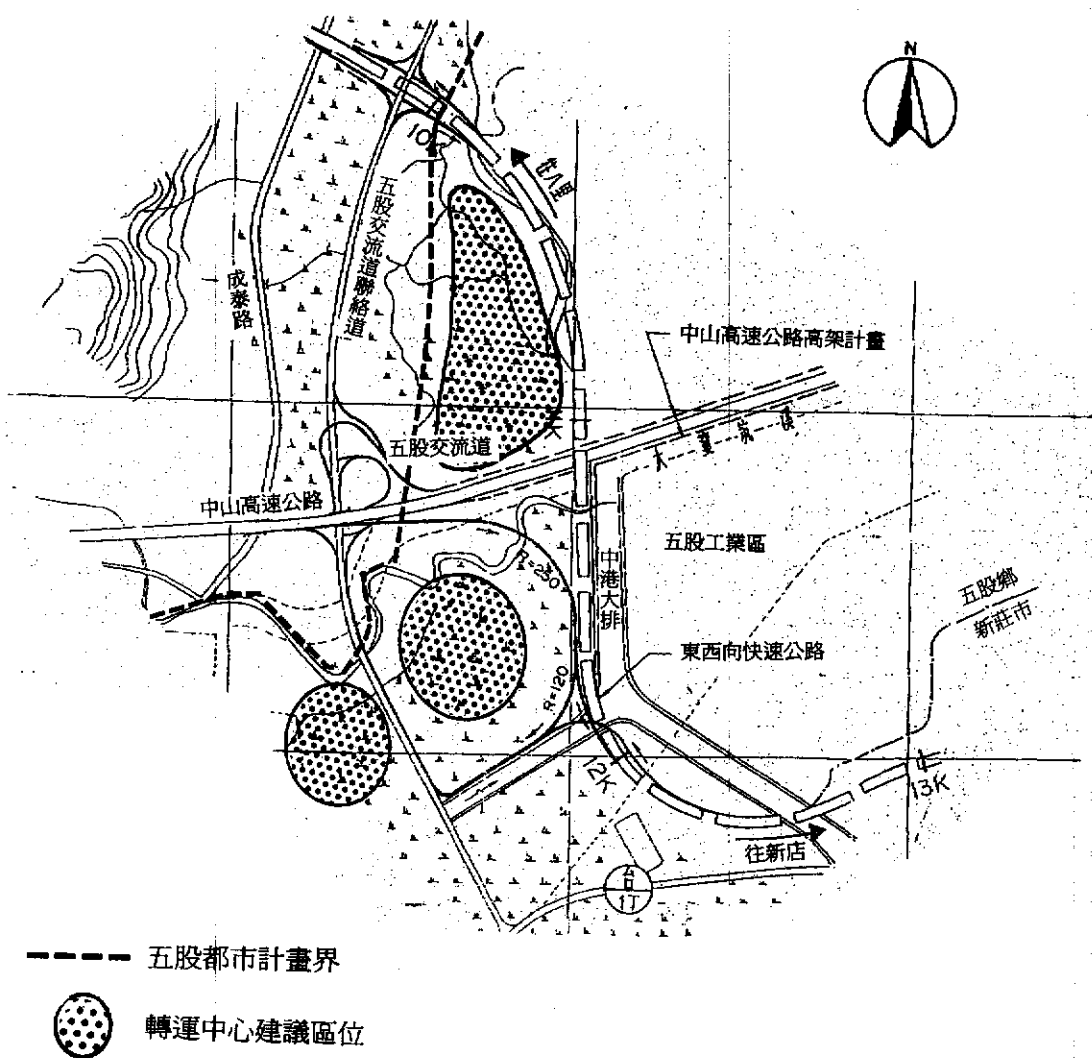 N
10K
往八里
五股交流道聯絡道
成泰路
中山高速公路高架計畫
五股交流道
大窠坑溪
中山高速公路
五股工業區
中港大排
R=250
五股鄉
新莊市
東西向快速公路
R=120
12K
13K
往新店
台
1丁
五股都市計畫界
轉運中心建議區位